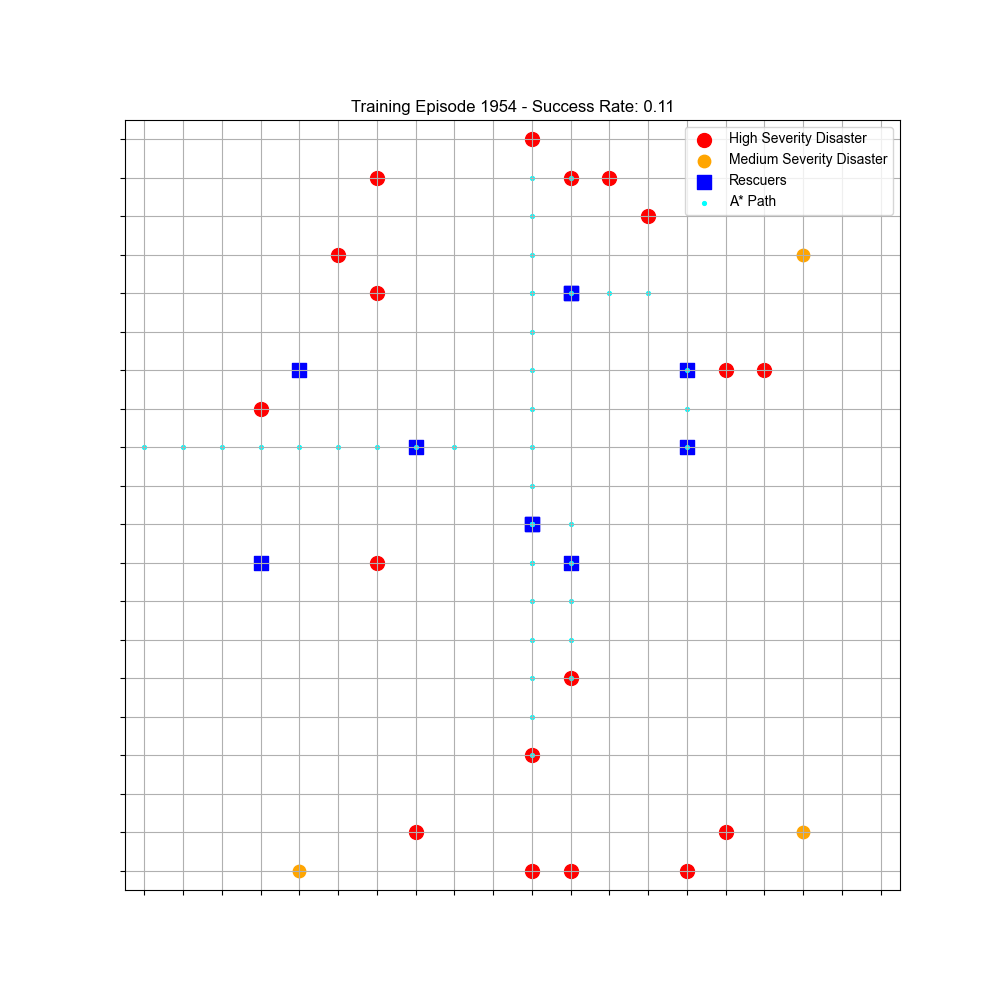 Training Episode 1954 - Success Rate: 0.11
High Severity Disaster
Medium Severity Disaster
Rescuers
A* Path